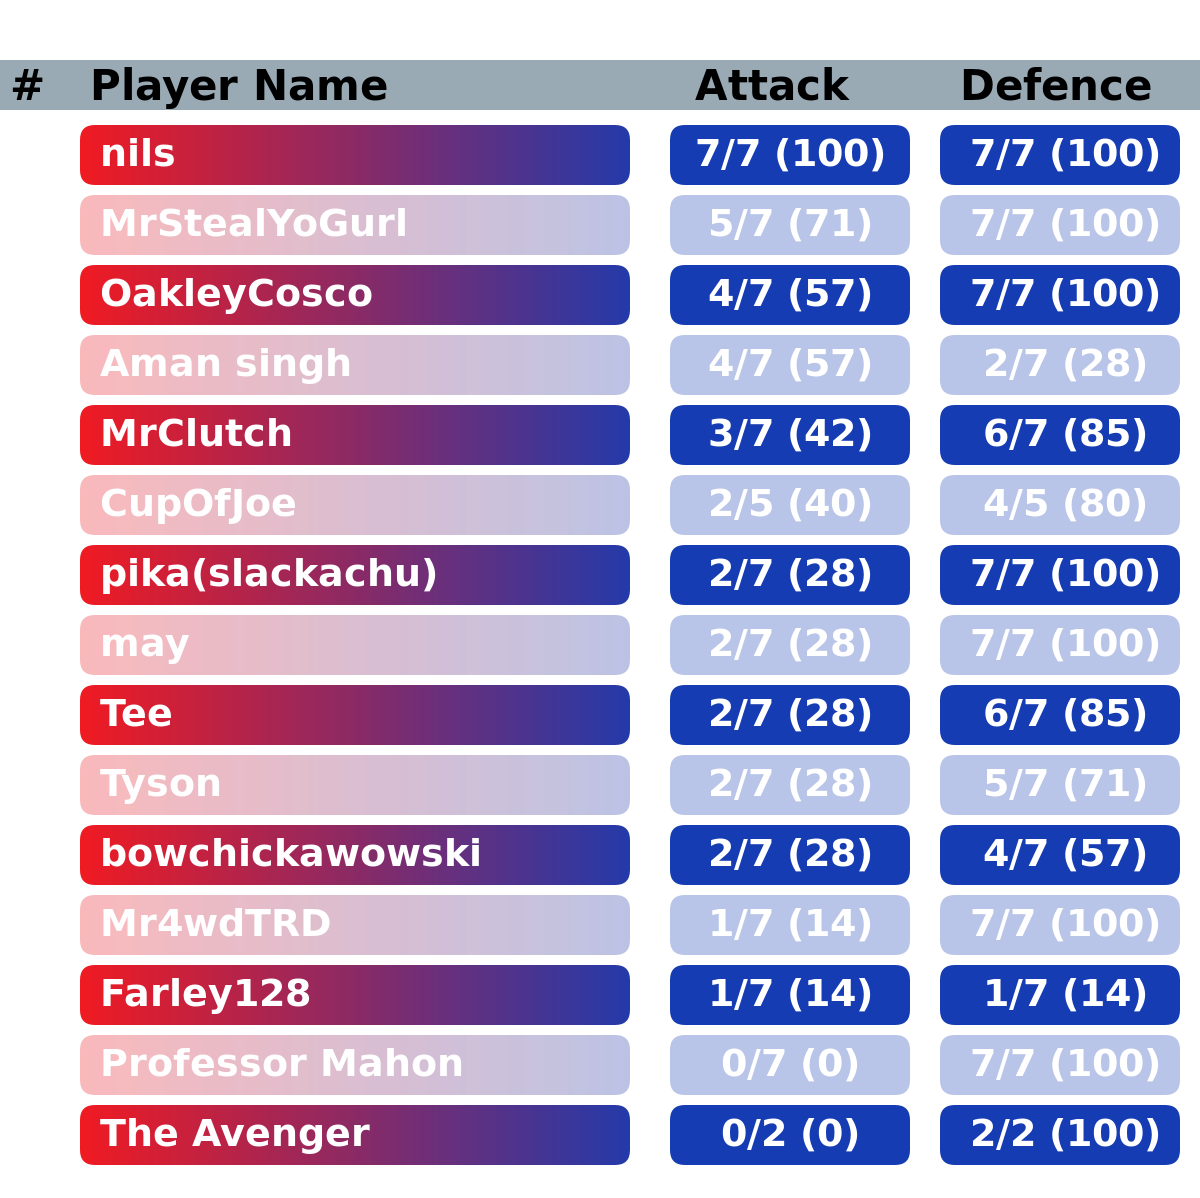 # Player Name Attack Defence
nils 7/7 (100) 7/7 (100)
MrStealYoGurl 5/7 (71) 7/7 (100)
OakleyCosco 4/7 (57) 7/7 (100)
Aman singh 4/7 (57) 2/7 (28)
MrClutch 3/7 (42) 6/7 (85)
CupOfJoe 2/5 (40) 4/5 (80)
pika(slackachu) 2/7 (28) 7/7 (100)
may 2/7 (28) 7/7 (100)
Tee 2/7 (28) 6/7 (85)
Tyson 2/7 (28) 5/7 (71)
bowchickawowski 2/7 (28) 4/7 (57)
Mr4wdTRD 1/7 (14) 7/7 (100)
Farley128 1/7 (14) 1/7 (14)
Professor Mahon 0/7 (0) 7/7 (100)
The Avenger 0/2 (0) 2/2 (100)